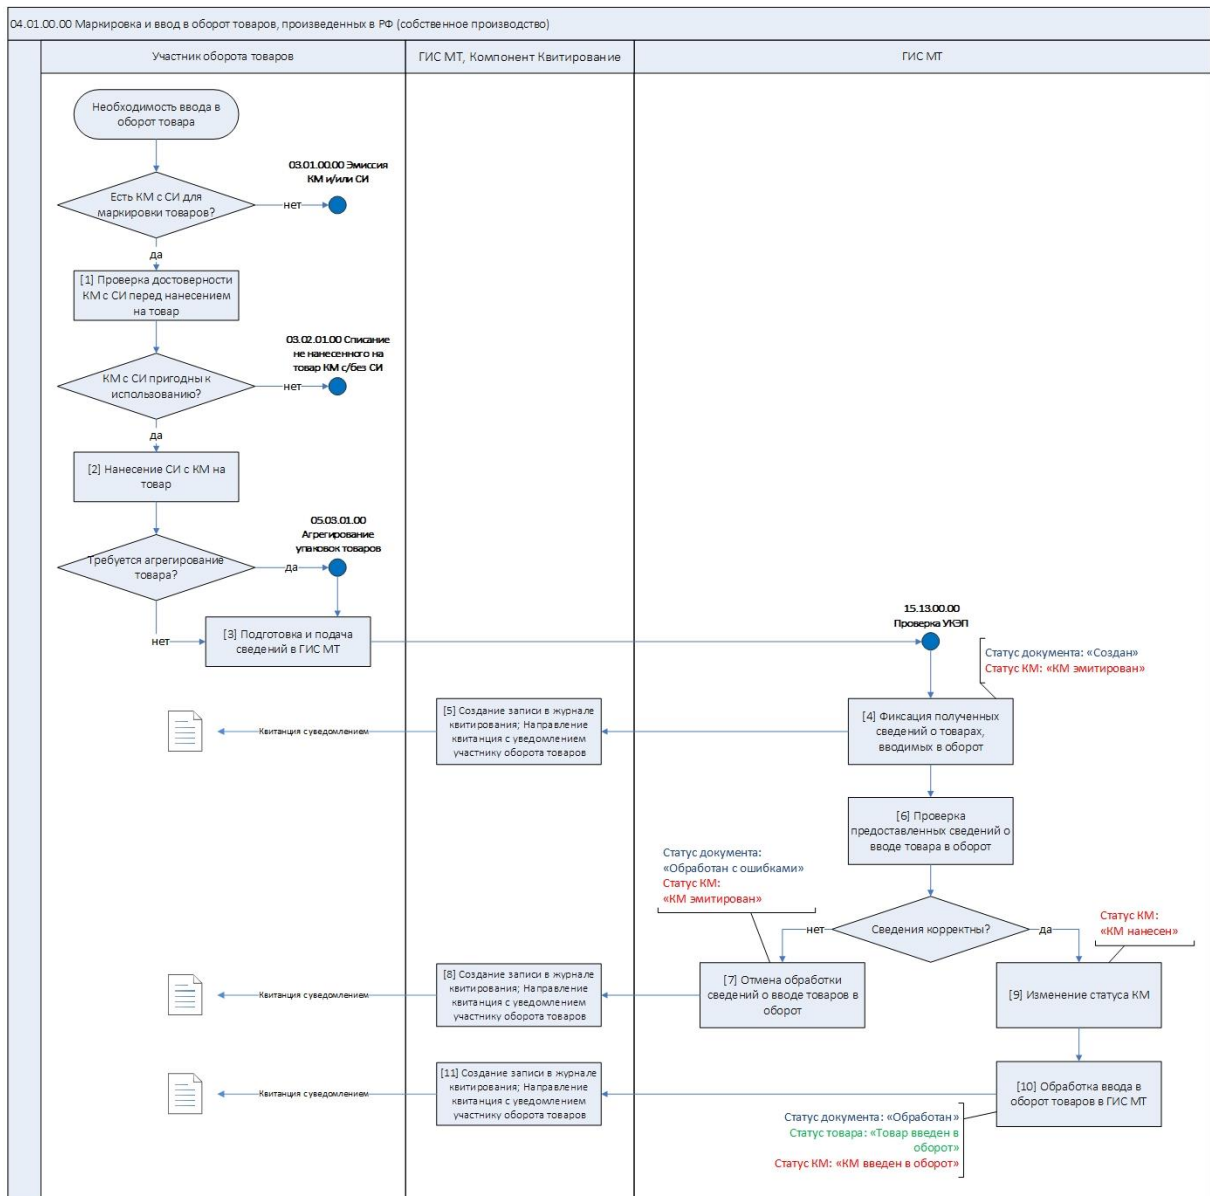 04.01.00.00 Маркировка и ввод в оборот товаров, произведенных в РФ (собственное производство)
Участник оборота товаров
ГИС МТ, Компонент Квитирование
ГИС МТ
Необходимость ввода в
оборот товара
03.01.00.00 Эмиссия
КМ и/или СИ
Есть КМ с СИ для
маркировки товаров?
нет
да
[1] Проверка достоверности
КМ с СИ перед нанесением
на товар
03.02.01.00 Списание
не нанесенного на
товар КМ с/без СИ
КМ с СИ пригодны к
использованию?
нет
да
[2] Нанесение СИ с КМ на
товар
05.03.01.00
Агрегирование
упаковок товаров
Требуется агрегирование
товара?
да
нет
[3] Подготовка и подача
сведений в ГИС МТ
15.13.00.00
Проверка УКЭП
Статус документа: «Создан»
Статус КМ: «КМ эмитирован»
[4] Фиксация полученных
сведений о товарах,
вводимых в оборот
[5] Создание записи в журнале
квитирования; Направление
квитанция с уведомлением
участнику оборота товаров
Квитанция с уведомлением
[6] Проверка
предоставленных сведений о
вводе товара в оборот
Статус документа:
«Обработан с ошибками»
Статус КМ:
«КМ эмитирован»
Сведения корректны?
нет
да
Статус КМ:
«КМ нанесен»
[7] Отмена обработки
сведений о вводе товаров в
оборот
[8] Создание записи в журнале
квитирования; Направление
квитанция с уведомлением
участнику оборота товаров
Квитанция с уведомлением
[9] Изменение статуса КМ
[10] Обработка ввода в
оборот товаров в ГИС МТ
[11] Создание записи в журнале
квитирования; Направление
квитанция с уведомлением
участнику оборота товаров
Квитанция с уведомлением
Статус документа: «Обработан»
Статус товара: «Товар введен в
оборот»
Статус КМ: «КМ введен в оборот»